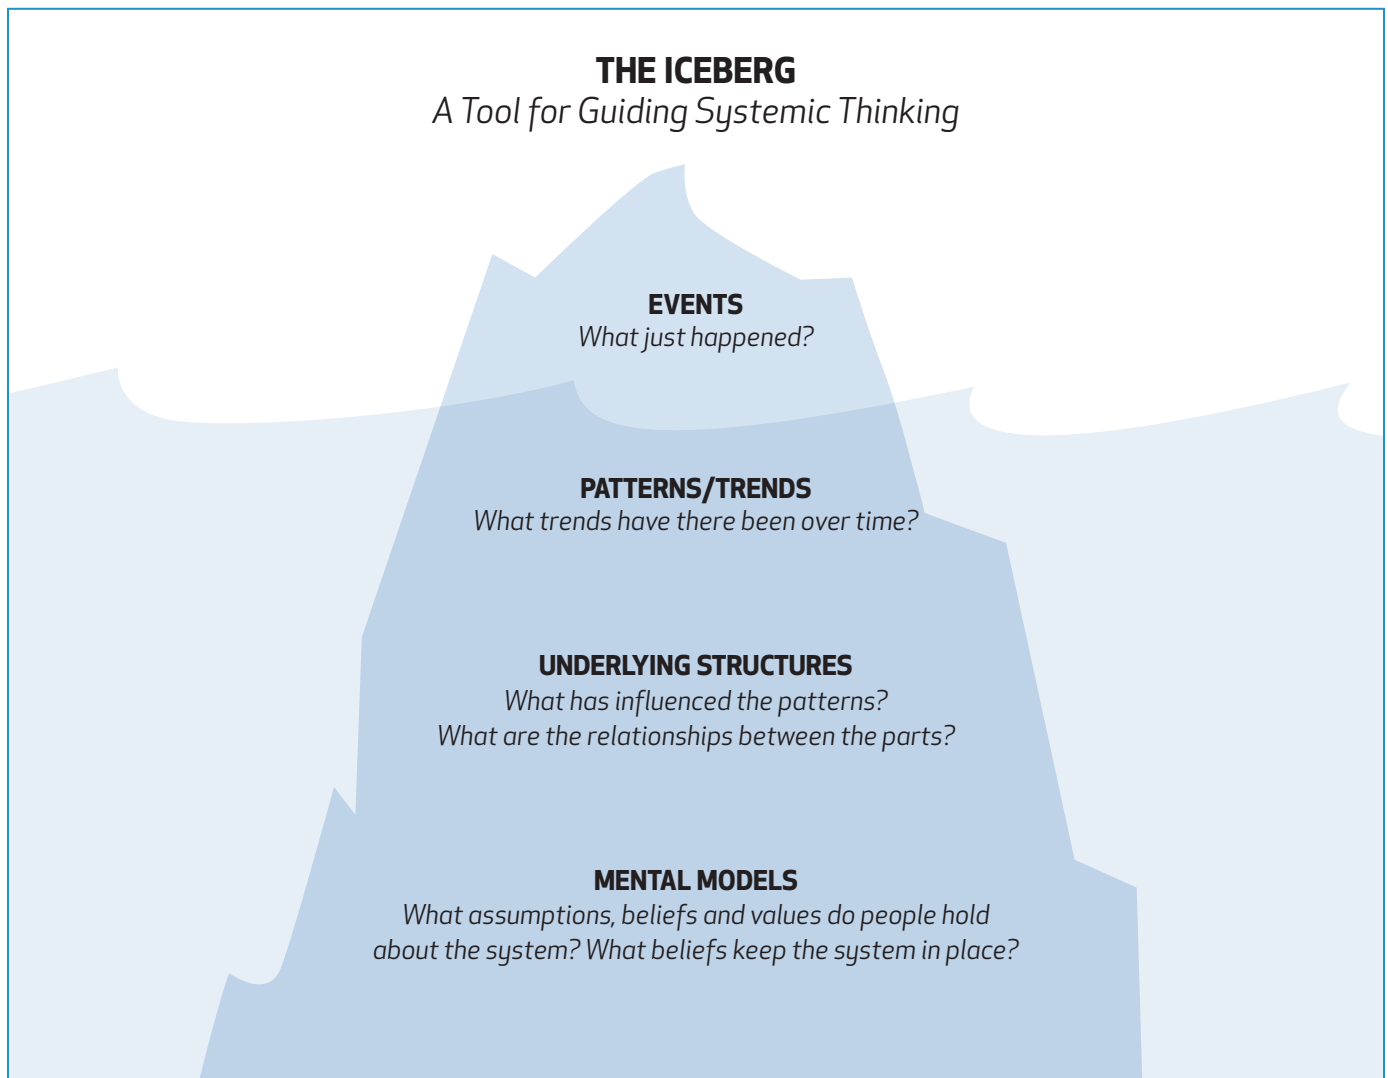 THE ICEBERG
A Tool for Guiding Systemic Thinking
EVENTS
What just happened?
PATTERNS/TRENDS
What trends have there been over time?
UNDERLYING STRUCTURES
What has influenced the patterns?
What are the relationships between the parts?
MENTAL MODELS
What assumptions, beliefs and values do people hold
about the system? What beliefs keep the system in place?